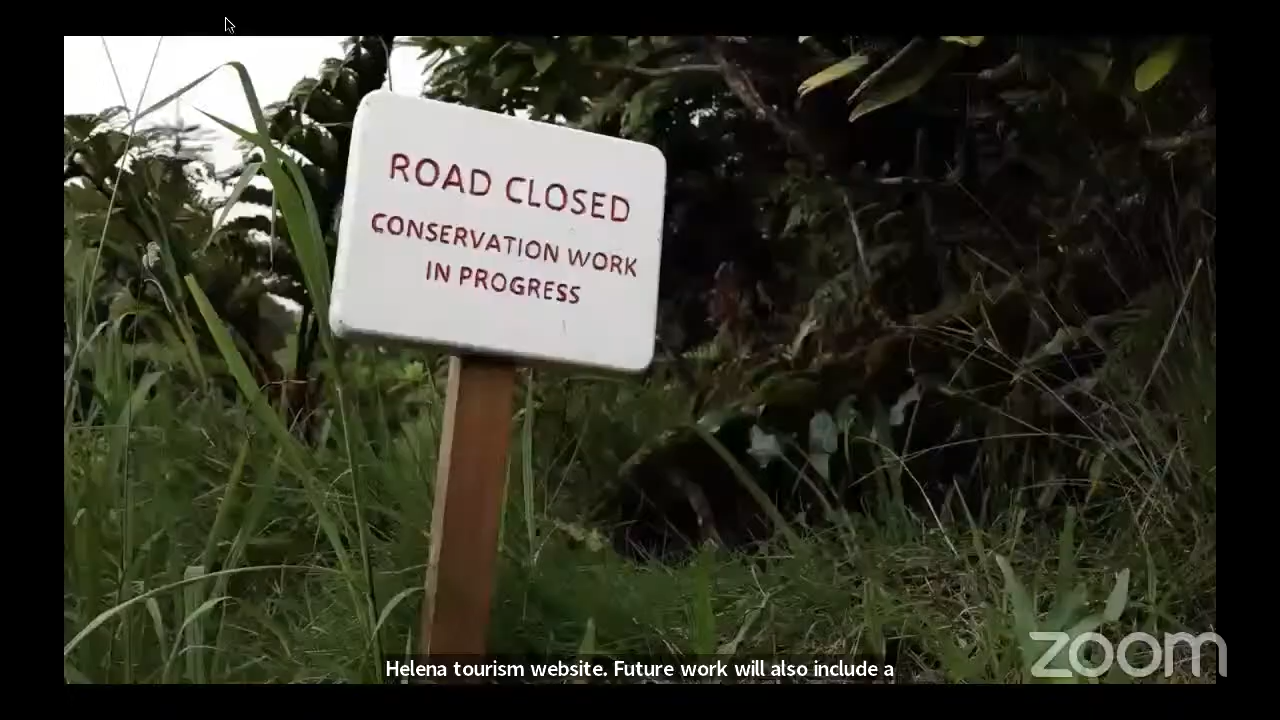 ROAD CLOSED
CONSERVATION WORK
IN PROGRESS
Helena tourism website. Future work will also include a
zoom